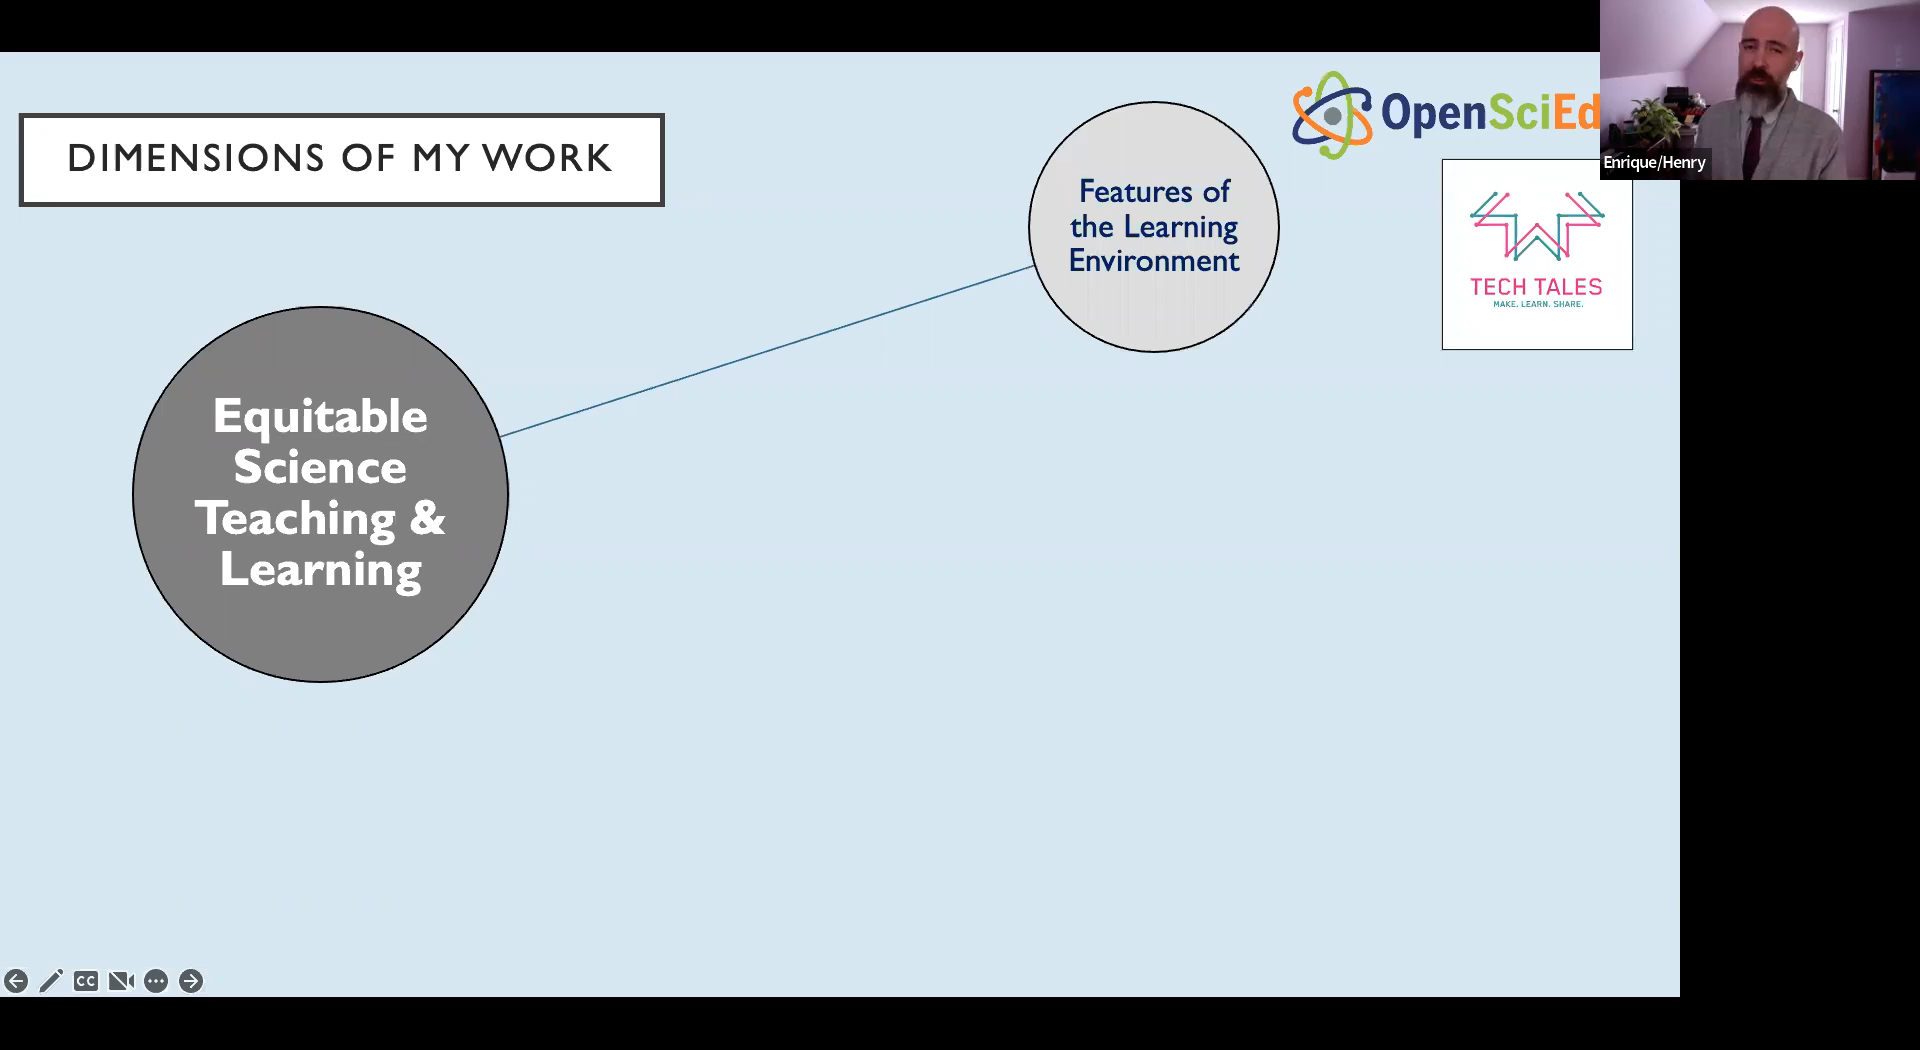 DIMENSIONS OF MY WORK
Features of
the Learning
Environment
OpenSciEd
Enrique/Henry
TECH TALES
MAKE. LEARN. SHARE.
Equitable
Science
Teaching &
Learning
CC